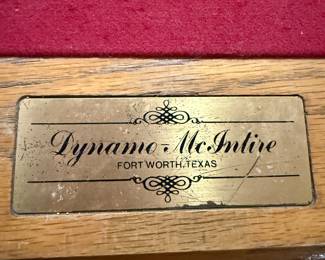 Dynamo McIntire
FORT WORTH, TEXAS